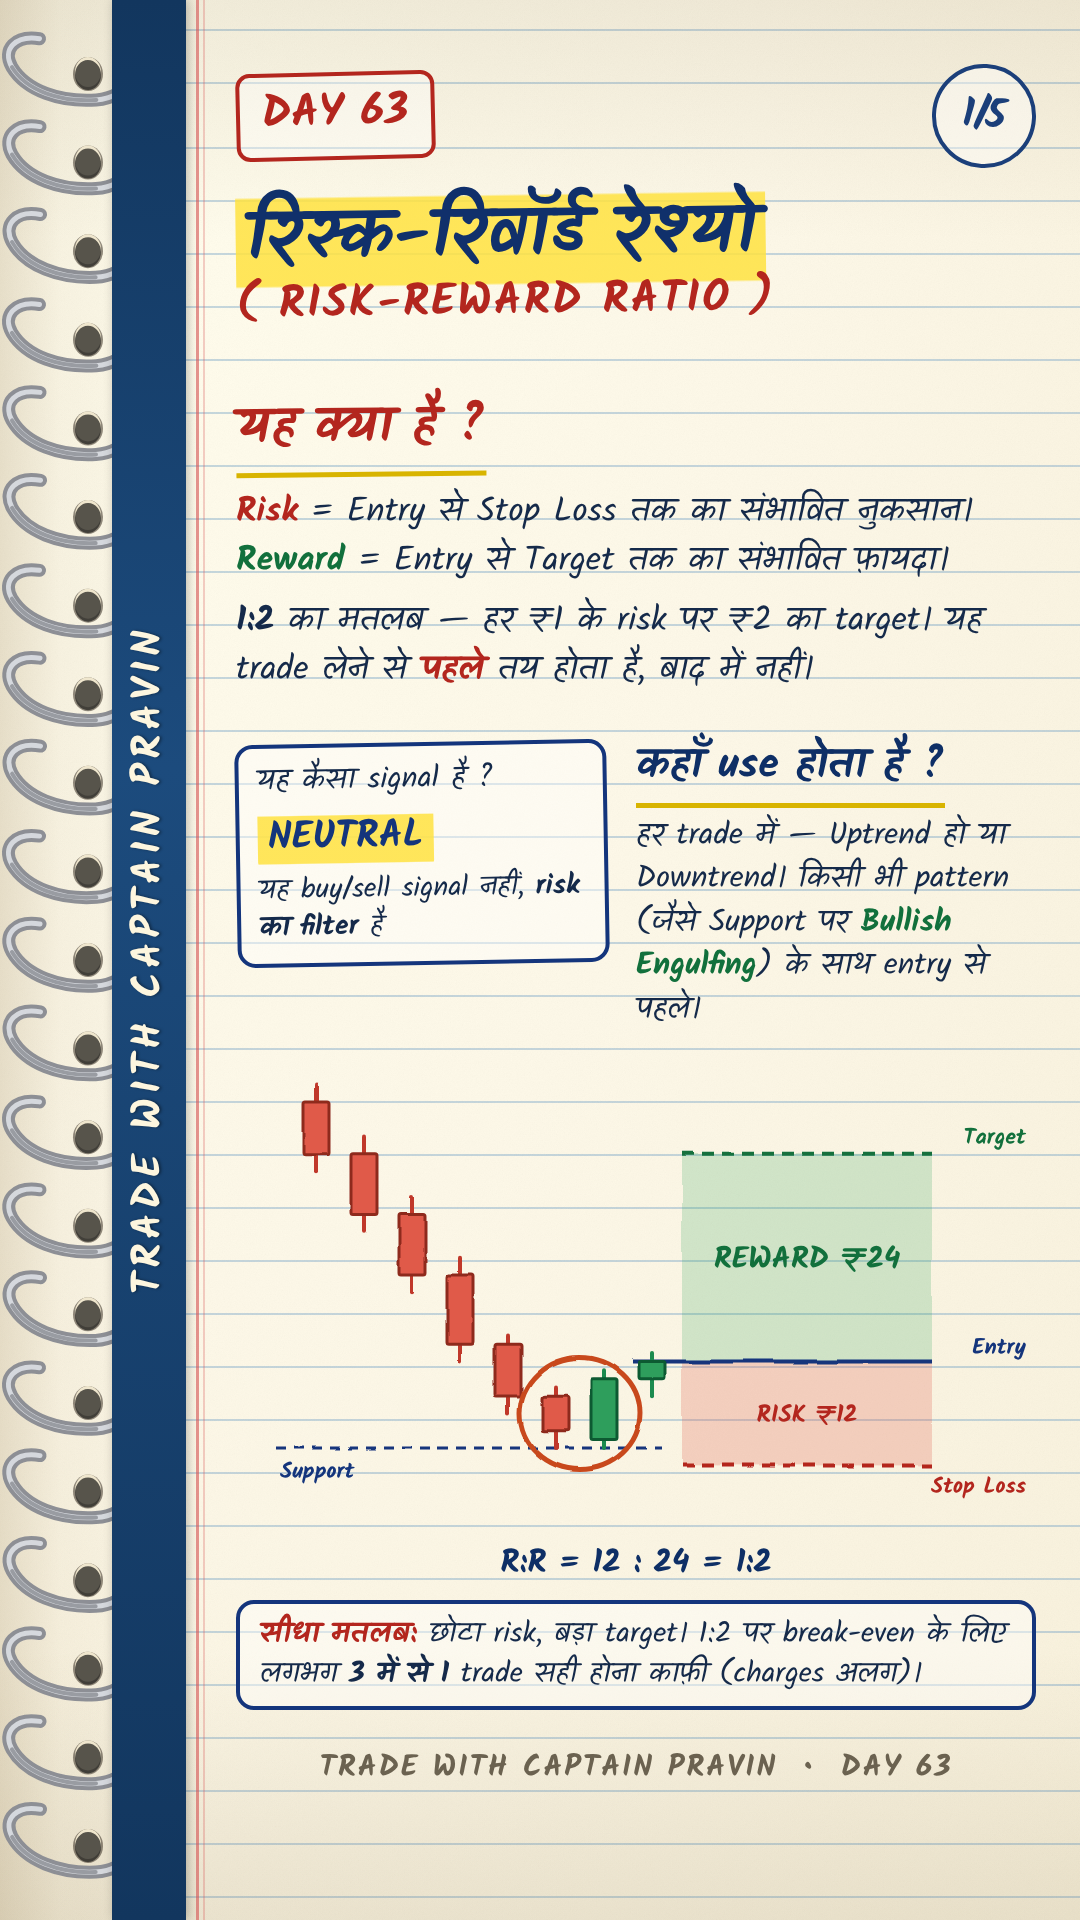 DAY 63
1/5
रिस्क-रिवॉर्ड रेश्यो
( RISK-REWARD RATIO )
यह क्या है ?
Risk = Entry से Stop Loss तक का संभावित नुकसान।
Reward = Entry से Target तक का संभावित फ़ायदा।
1:2 का मतलब — हर ₹1 के risk पर ₹2 का target। यह
trade लेने से पहले तय होता है, बाद में नहीं।
यह कैसा signal है ?
NEUTRAL
यह buy/sell signal नहीं, risk
का filter है
कहाँ use होता है ?
हर trade में — Uptrend हो या
Downtrend। किसी भी pattern
(जैसे Support पर Bullish
Engulfing) के साथ entry से
पहले।
Target
REWARD ₹24
Entry
RISK ₹12
Support
Stop Loss
R:R = 12 : 24 = 1:2
सीधा मतलब: छोटा risk, बड़ा target। 1:2 पर break-even के लिए
लगभग 3 में से 1 trade सही होना काफ़ी (charges अलग)।
TRADE WITH CAPTAIN PRAVIN · DAY 63
TRADE WITH CAPTAIN PRAVIN